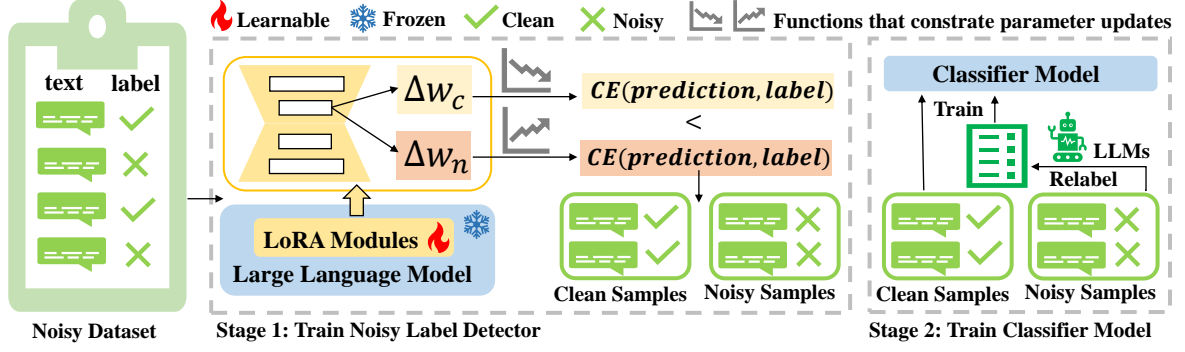 Learnable Frozen Clean Noisy Functions that constrate parameter updates
text label
Noisy Dataset
Δw_c
Δw_n
CE(prediction, label)
<
CE(prediction, label)
LoRA Modules
Large Language Model
Clean Samples Noisy Samples
Stage 1: Train Noisy Label Detector
Classifier Model
Train
LLMs
Relabel
Clean Samples Noisy Samples
Stage 2: Train Classifier Model